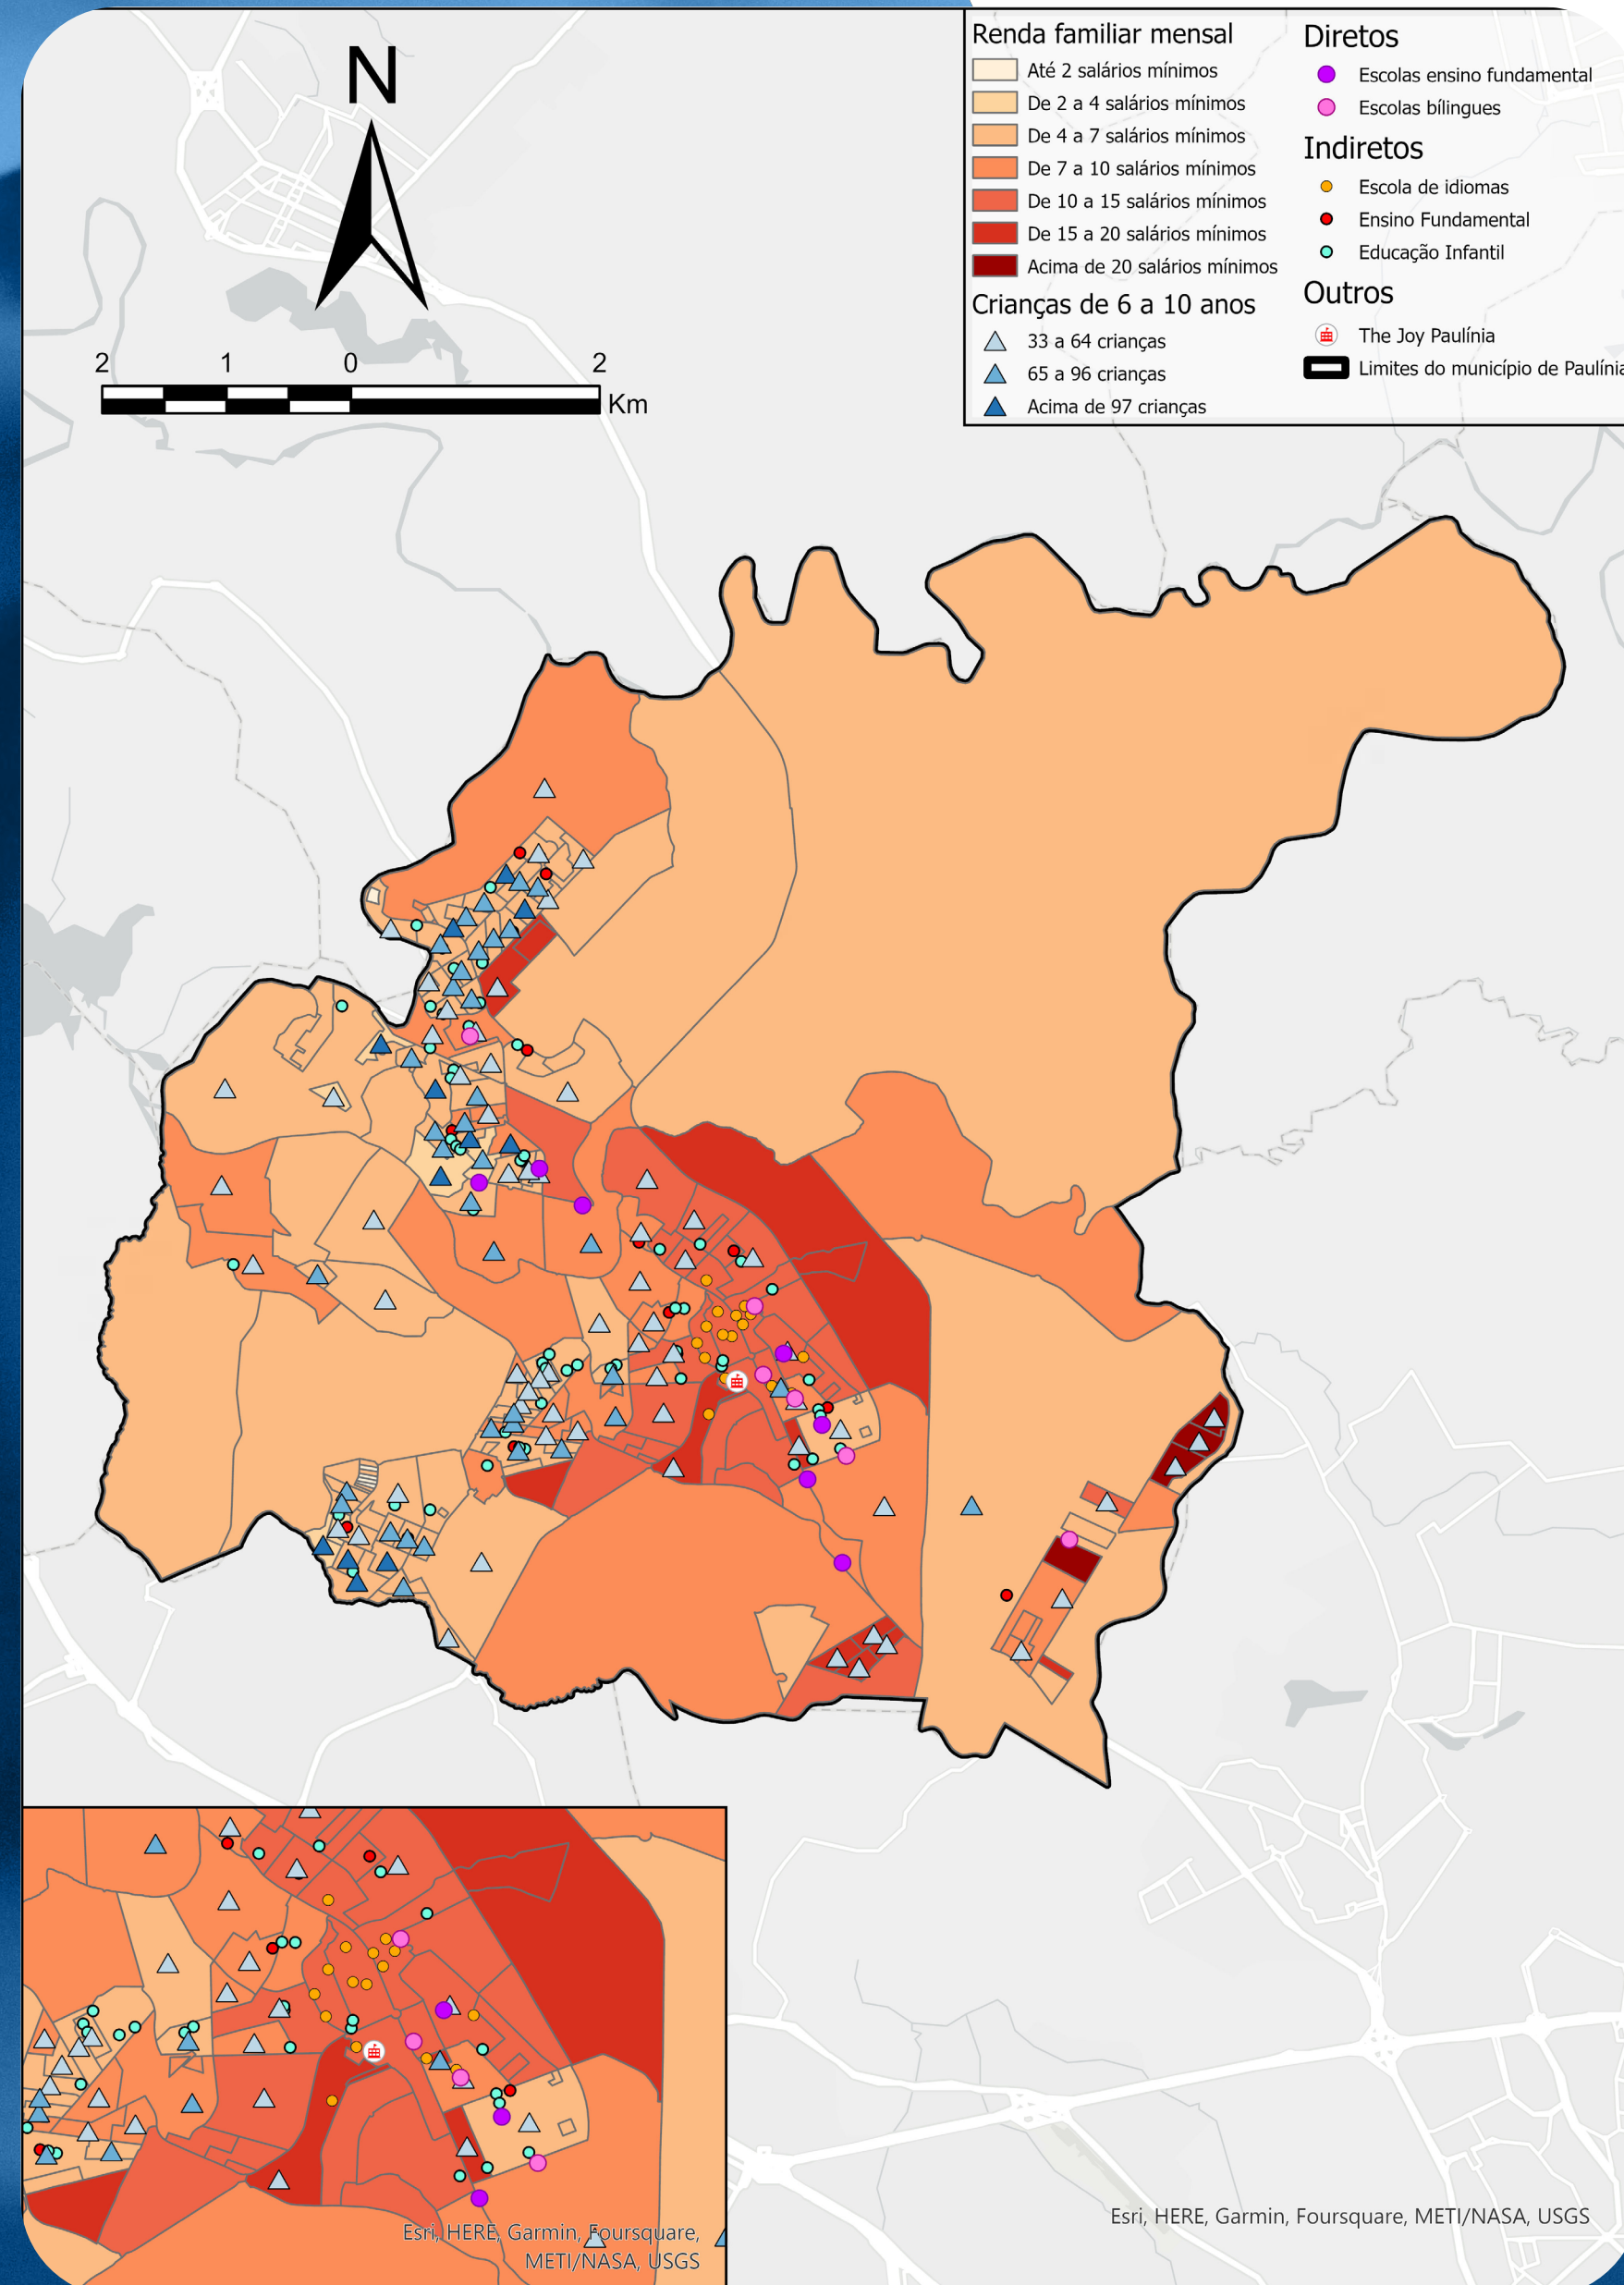 N
2 1 0 2
Km
Renda familiar mensal
Até 2 salários mínimos
De 2 a 4 salários mínimos
De 4 a 7 salários mínimos
De 7 a 10 salários mínimos
De 10 a 15 salários mínimos
De 15 a 20 salários mínimos
Acima de 20 salários mínimos
Crianças de 6 a 10 anos
33 a 64 crianças
65 a 96 crianças
Acima de 97 crianças
Diretos
Escolas ensino fundamental
Escolas bílingues
Indiretos
Escola de idiomas
Ensino Fundamental
Educação Infantil
Outros
The Joy Paulínia
Limites do município de Paulínia
Esri, HERE, Garmin, Foursquare,
METI/NASA, USGS
Esri, HERE, Garmin, Foursquare, METI/NASA, USGS